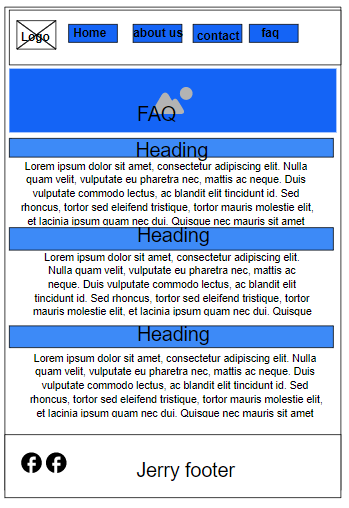 Logo Home about us contact faq
FAQ
Heading
Lorem ipsum dolor sit amet, consectetur adipiscing elit. Nulla
quam velit, vulputate eu pharetra nec, mattis ac neque. Duis
vulputate commodo lectus, ac blandit elit tincidunt id. Sed
rhoncus, tortor sed eleifend tristique, tortor mauris molestie elit,
et lacinia ipsum quam nec dui. Quisque nec mauris sit amet
Heading
Lorem ipsum dolor sit amet, consectetur adipiscing elit.
Nulla quam velit, vulputate eu pharetra nec, mattis ac
neque. Duis vulputate commodo lectus, ac blandit elit
tincidunt id. Sed rhoncus, tortor sed eleifend tristique, tortor
mauris molestie elit, et lacinia ipsum quam nec dui. Quisque
Heading
Lorem ipsum dolor sit amet, consectetur adipiscing elit. Nulla
quam velit, vulputate eu pharetra nec, mattis ac neque. Duis
vulputate commodo lectus, ac blandit elit tincidunt id. Sed
rhoncus, tortor sed eleifend tristique, tortor mauris molestie elit,
et lacinia ipsum quam nec dui. Quisque nec mauris sit amet
Jerry footer